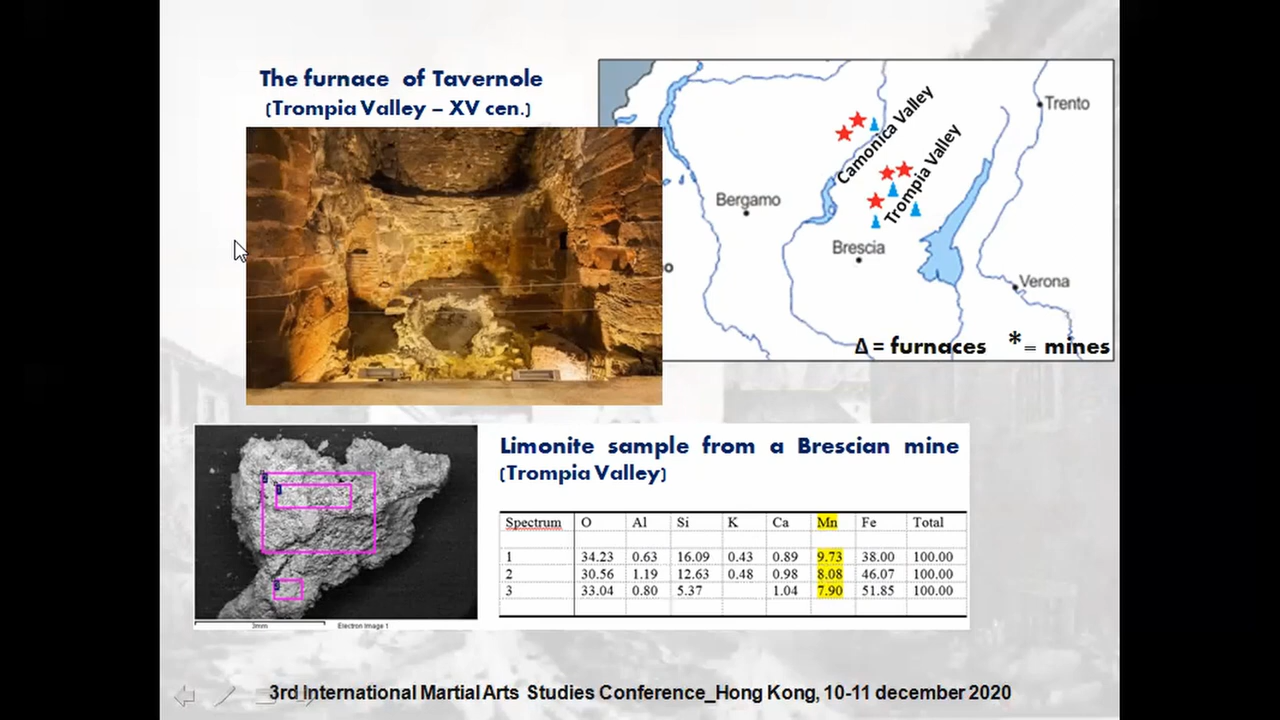 The furnace of Tavernole
(Trompia Valley – XV cen.)
Trento
Camonica Valley
Trompia Valley
Bergamo
Brescia
o
Verona
Δ = furnaces * = mines
Limonite sample from a Brescian mine
(Trompia Valley)
Spectrum O Al Si K Ca Mn Fe Total
1 34.23 0.63 16.09 0.43 0.89 9.73 38.00 100.00
2 30.56 1.19 12.63 0.48 0.98 8.08 46.07 100.00
3 33.04 0.80 5.37 1.04 7.90 51.85 100.00
2
1
3
3mm Electron Image 1
3rd International Martial Arts Studies Conference_Hong Kong, 10-11 december 2020